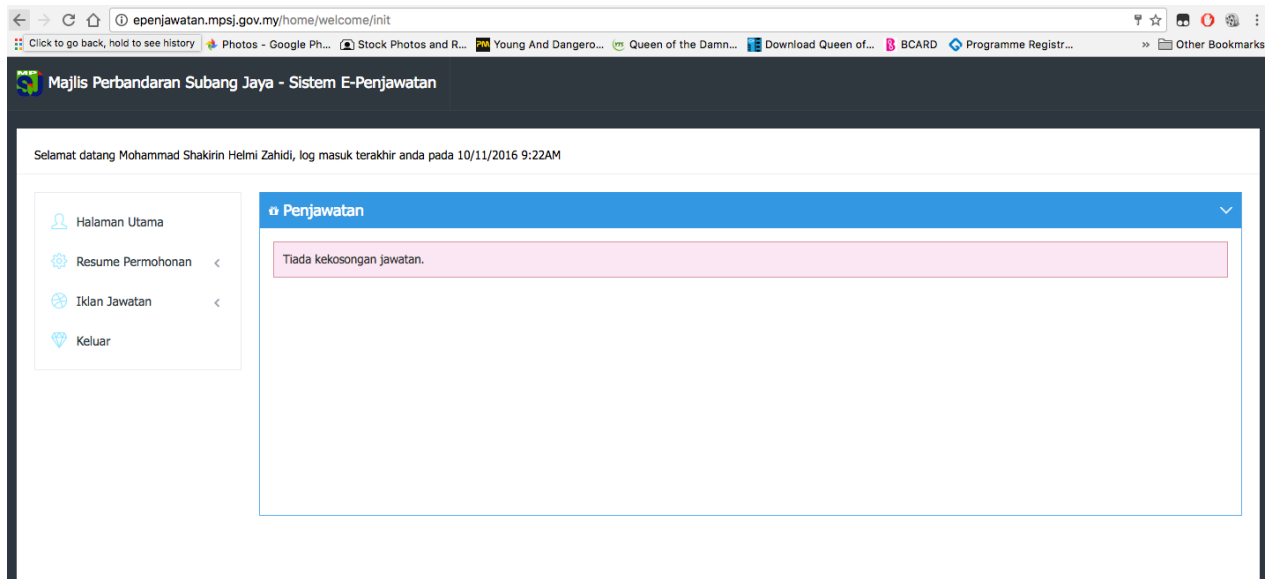 epenjawatan.mpsj.gov.my/home/welcome/init
Click to go back, hold to see history Photos - Google Ph... Stock Photos and R... Young And Dangero... Queen of the Damn... Download Queen of... BCARD Programme Registr... » Other Bookmarks
MPSJ Majlis Perbandaran Subang Jaya - Sistem E-Penjawatan
Selamat datang Mohammad Shakirin Helmi Zahidi, log masuk terakhir anda pada 10/11/2016 9:22AM
Halaman Utama
Resume Permohonan
Iklan Jawatan
Keluar
Penjawatan
Tiada kekosongan jawatan.